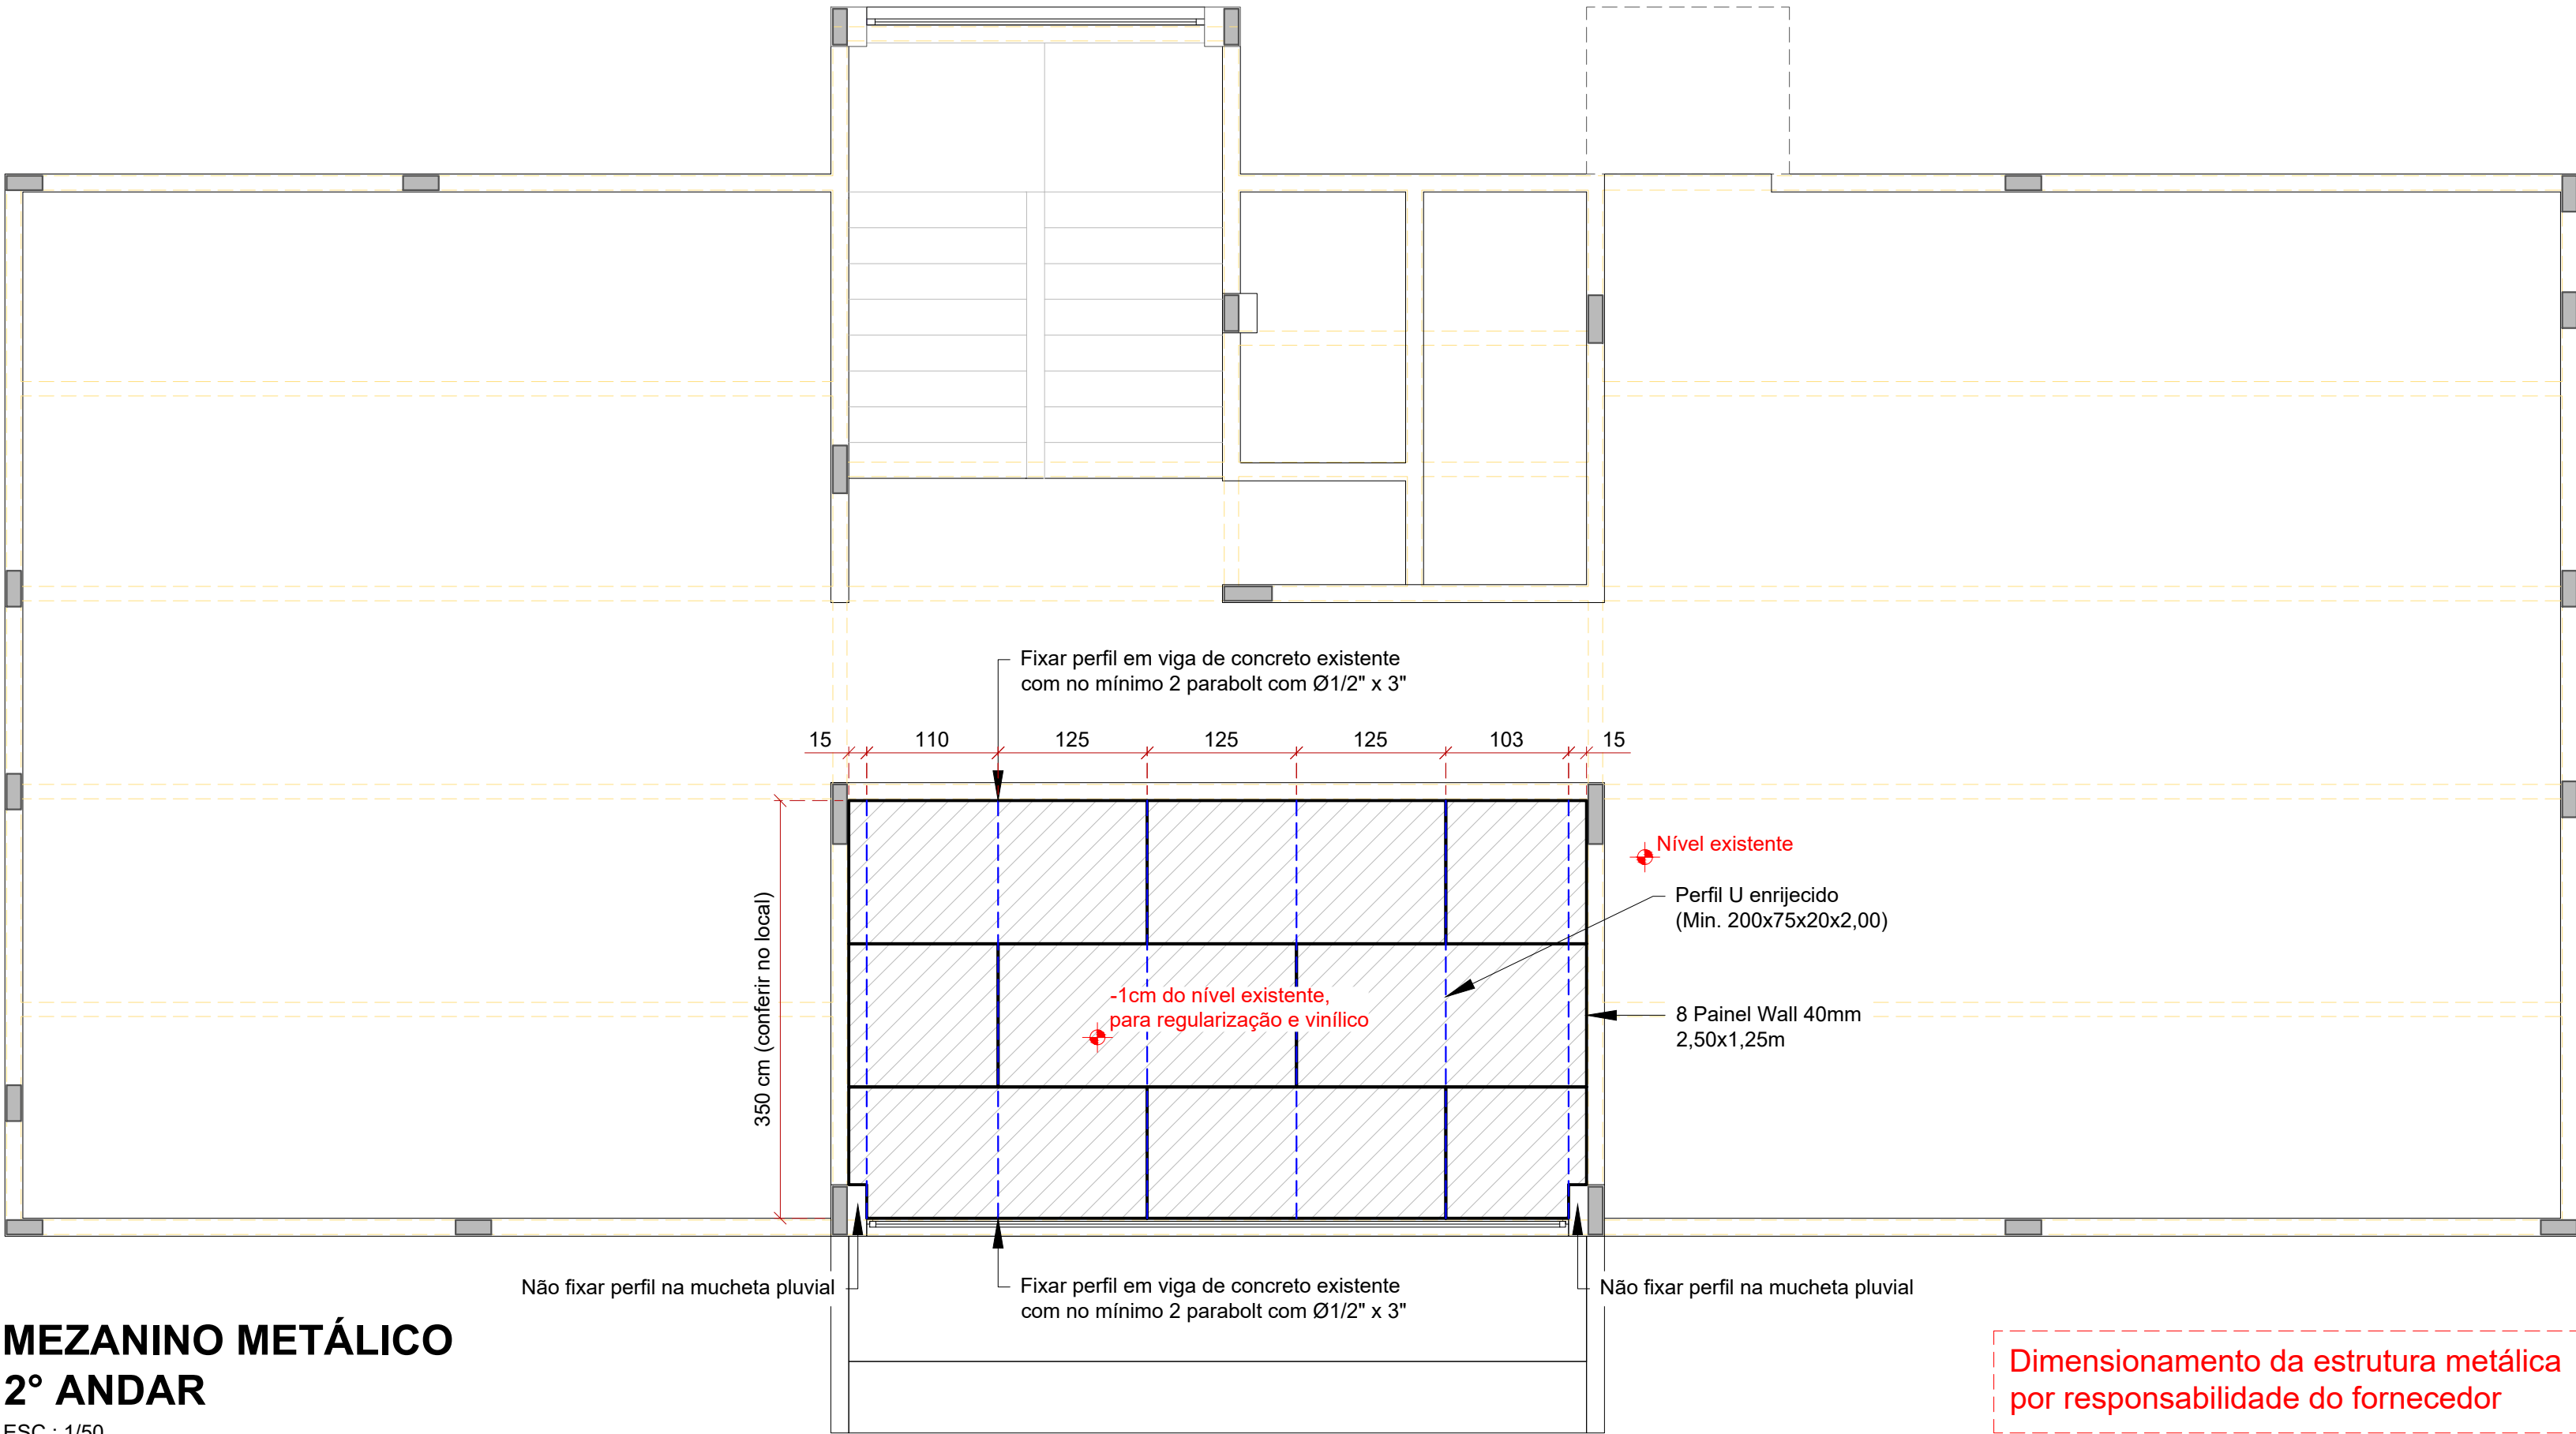 Fixar perfil em viga de concreto existente
com no mínimo 2 parabolt com Ø1/2" x 3"
15 110 125 125 125 103 15
350 cm (conferir no local)
Nível existente
Perfil U enrijecido
(Min. 200x75x20x2,00)
-1cm do nível existente,
para regularização e vinílico
8 Painel Wall 40mm
2,50x1,25m
Não fixar perfil na mucheta pluvial
Fixar perfil em viga de concreto existente
com no mínimo 2 parabolt com Ø1/2" x 3"
Não fixar perfil na mucheta pluvial
MEZANINO METÁLICO
2° ANDAR
ESC.: 1/50
Dimensionamento da estrutura metálica
por responsabilidade do fornecedor